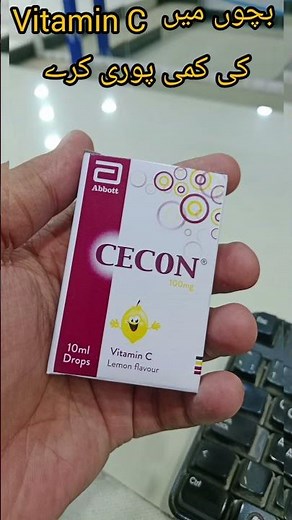 بچوں میں Vitamin C
کی کمی پوری کرے
Abbott
CECON®
100mg
10ml
Drops
Vitamin C
Lemon flavour